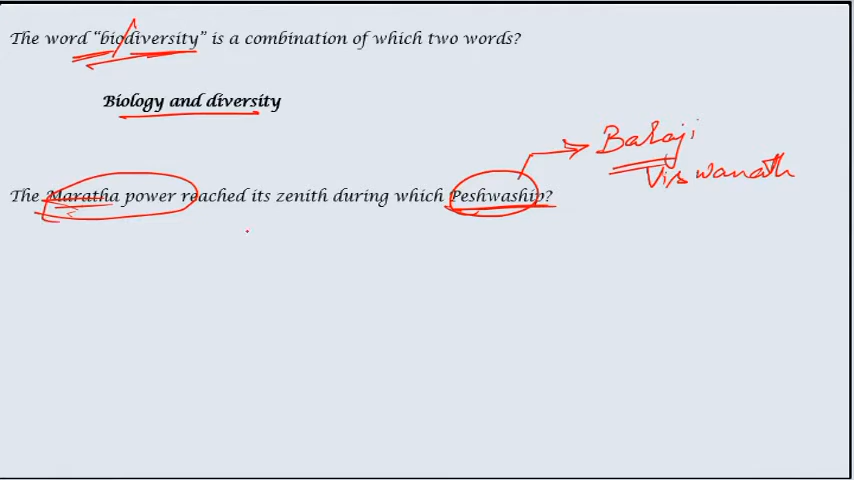 The word “biodiversity” is a combination of which two words?
Biology and diversity
Balaji
Viswanath
The Maratha power reached its zenith during which Peshwaship?